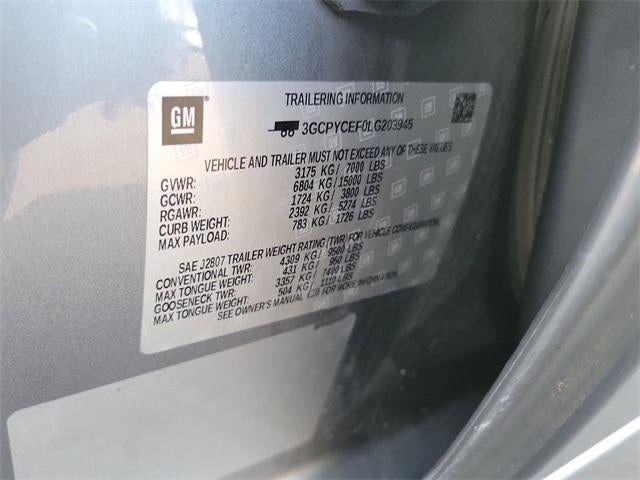 GM
TRAILERING INFORMATION
3GCPYCEF0LG203945
VEHICLE AND TRAILER MUST NOT EXCEED ANY OF THESE VALUES
GVWR: 3175 KG / 7000 LBS
GCWR: 6804 KG / 15000 LBS
RGAWR: 1724 KG / 3800 LBS
CURB WEIGHT: 2392 KG / 5274 LBS
MAX PAYLOAD: 783 KG / 1726 LBS
SAE J2807 TRAILER WEIGHT RATING (TWR) FOR VEHICLE CONFIGURATION
CONVENTIONAL TWR: 4309 KG / 9500 LBS
MAX TONGUE WEIGHT: 431 KG / 950 LBS
GOOSENECK TWR: 3357 KG / 7400 LBS
MAX TONGUE WEIGHT: 504 KG / 1110 LBS
SEE OWNER'S MANUAL FOR MORE INFORMATION